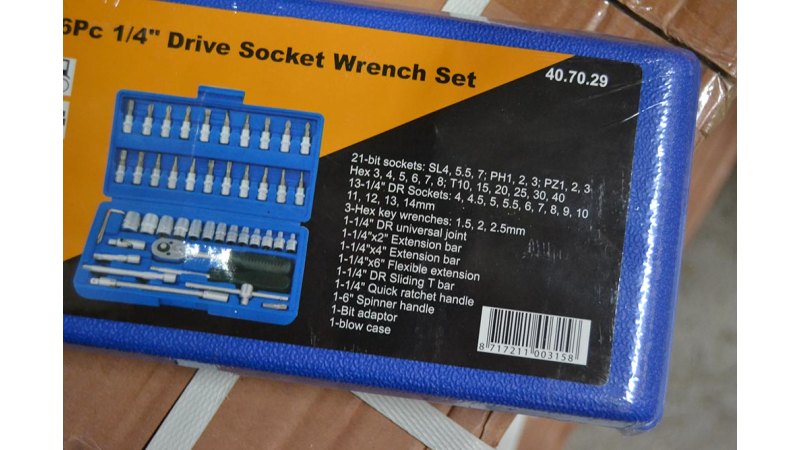 6Pc 1/4" Drive Socket Wrench Set
40.70.29
21-bit sockets: SL4, 5.5, 7; PH1, 2, 3; PZ1, 2, 3
Hex 3, 4, 5, 6, 7, 8; T10, 15, 20, 25, 30, 40
13-1/4" DR Sockets: 4, 4.5, 5, 5.5, 6, 7, 8, 9, 10
11, 12, 13, 14mm
3-Hex key wrenches: 1.5, 2, 2.5mm
1-1/4" DR universal joint
1-1/4"x2" Extension bar
1-1/4"x4" Extension bar
1-1/4"x6" Flexible extension
1-1/4" DR Sliding T bar
1-1/4" Quick ratchet handle
1-6" Spinner handle
1-Bit adaptor
1-blow case
8 717211 003158